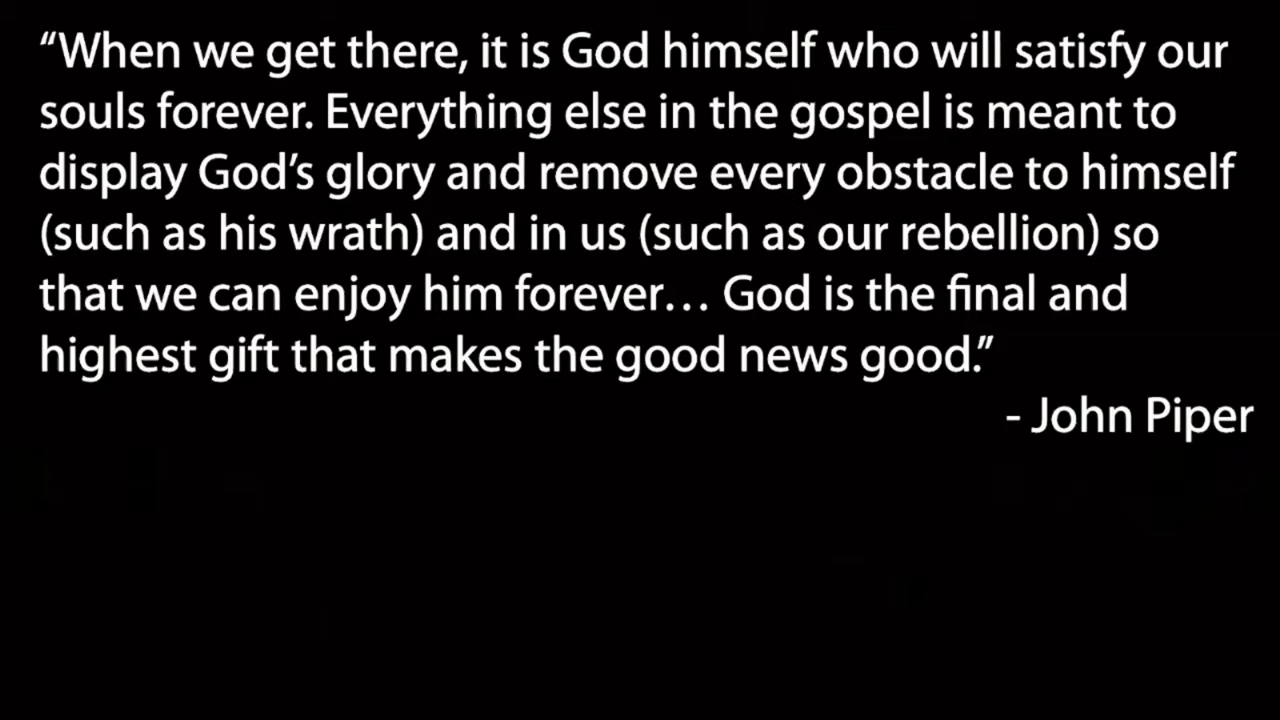 “When we get there, it is God himself who will satisfy our
souls forever. Everything else in the gospel is meant to
display God’s glory and remove every obstacle to himself
(such as his wrath) and in us (such as our rebellion) so
that we can enjoy him forever… God is the final and
highest gift that makes the good news good.”
- John Piper